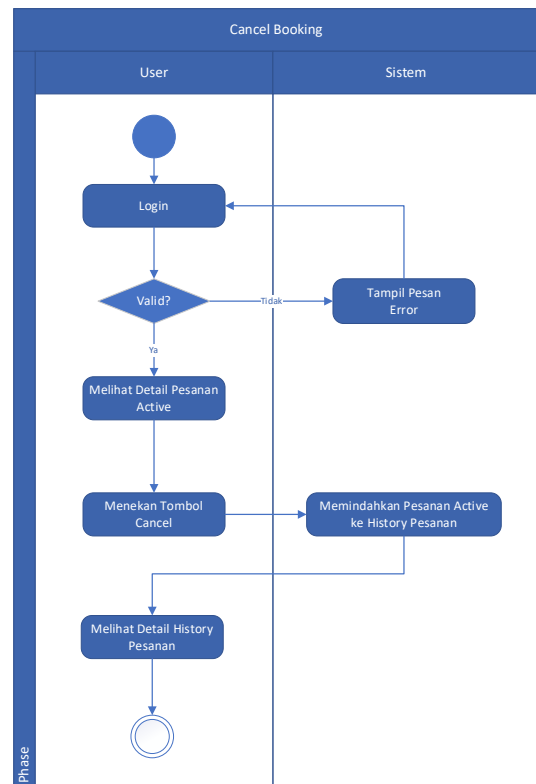 Cancel Booking
User
Sistem
Login
Valid?
Tidak
Tampil Pesan
Error
Ya
Melihat Detail Pesanan
Active
Menekan Tombol
Cancel
Memindahkan Pesanan Active
ke History Pesanan
Melihat Detail History
Pesanan
Phase